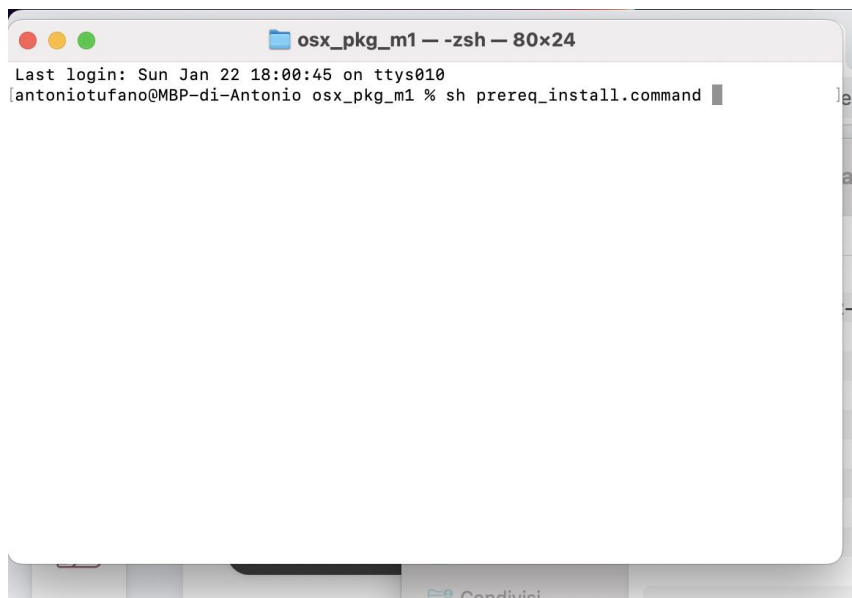 osx_pkg_m1 — -zsh — 80×24
Last login: Sun Jan 22 18:00:45 on ttys010
[antoniotufano@MBP-di-Antonio osx_pkg_m1 % sh prereq_install.command ]
Condivisi